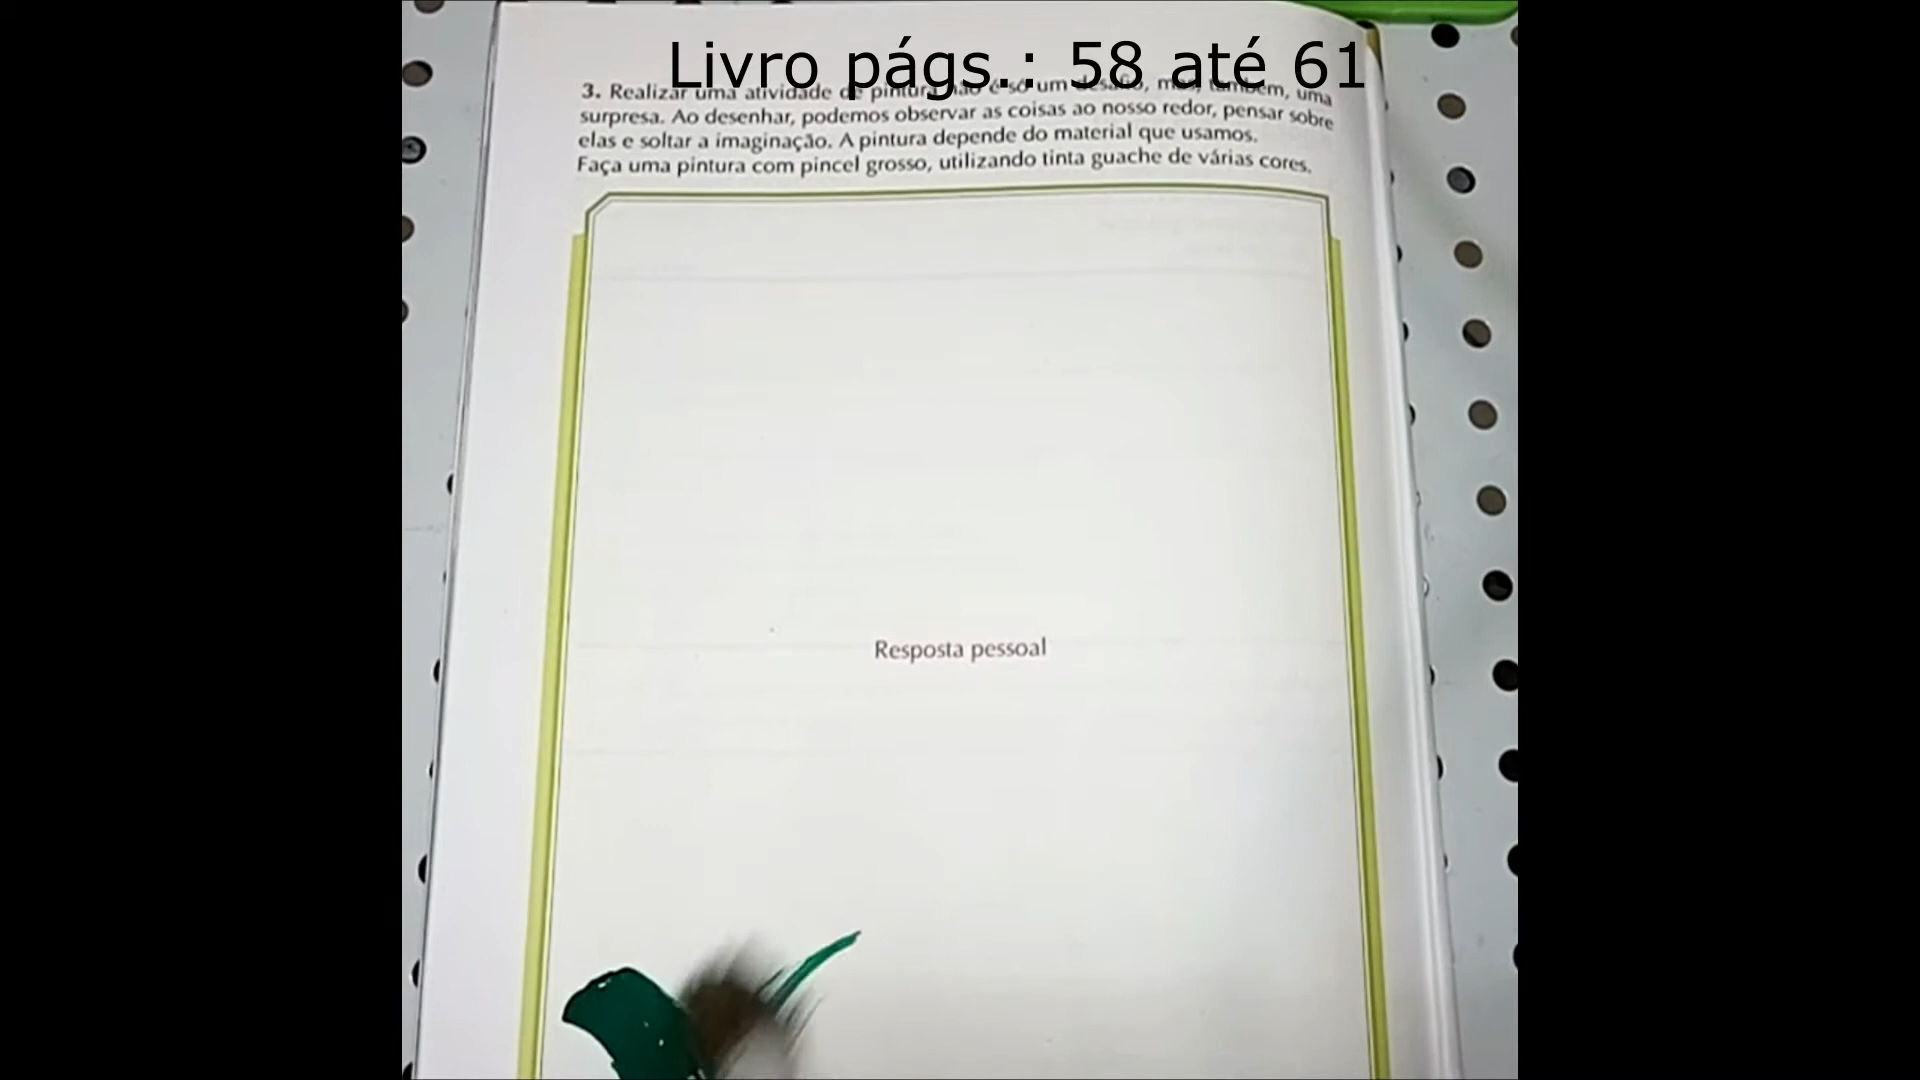 Livro págs.: 58 até 61
3. Realizar uma atividade de pintura não é só um desafio, mas, também, uma
surpresa. Ao desenhar, podemos observar as coisas ao nosso redor, pensar sobre
elas e soltar a imaginação. A pintura depende do material que usamos.
Faça uma pintura com pincel grosso, utilizando tinta guache de várias cores.
Resposta pessoal